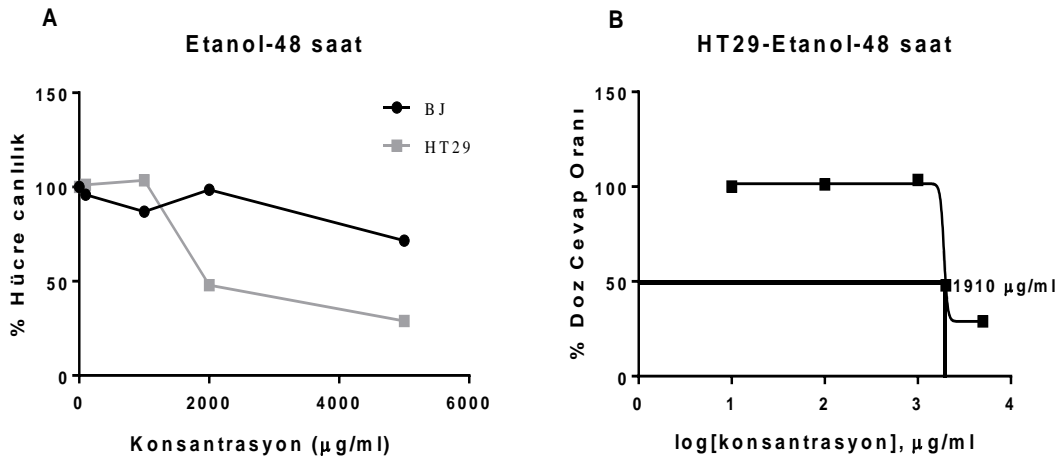 A
Etanol-48 saat
150
100
50
0
% Hücre canlılık
BJ
HT29
0
2000
4000
6000
Konsantrasyon (µg/ml)
B
HT29-Etanol-48 saat
150
100
50
0
% Doz Cevap Oranı
1910 µg/ml
0
1
2
3
4
log[konsantrasyon], µg/ml